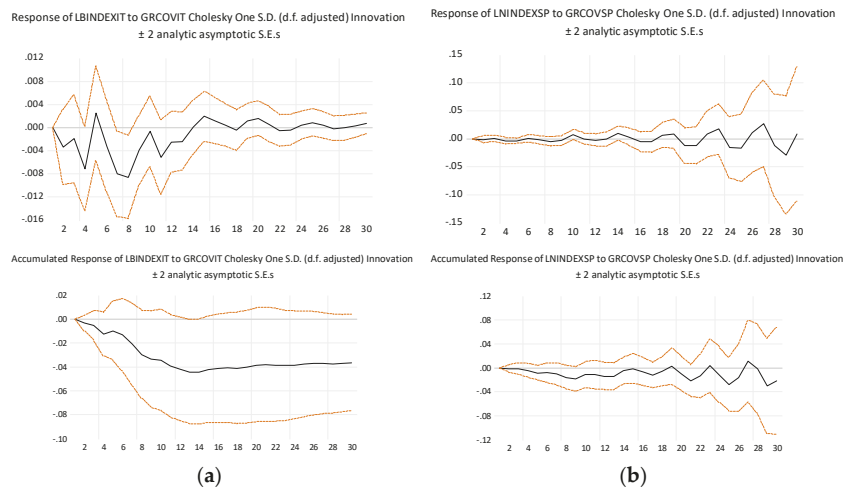 Response of LBINDEXIT to GRCOVIT Cholesky One S.D. (d.f. adjusted) Innovation
± 2 analytic asymptotic S.E.s
.012
.008
.004
.000
-.004
-.008
-.012
-.016
2 4 6 8 10 12 14 16 18 20 22 24 26 28 30
Response of LNINDEXSP to GRCOVSP Cholesky One S.D. (d.f. adjusted) Innovation
± 2 analytic asymptotic S.E.s
.15
.10
.05
.00
-.05
-.10
.15
2 4 6 8 10 12 14 16 18 20 22 24 26 28 30
Accumulated Response of LBINDEXIT to GRCOVIT Cholesky One S.D. (d.f. adjusted) Innovation
± 2 analytic asymptotic S.E.s
.02
.00
-.02
-.04
-.06
-.08
-.10
2 4 6 8 10 12 14 16 18 20 22 24 26 28 30
Accumulated Response of LNINDEXSP to GRCOVSP Cholesky One S.D. (d.f. adjusted) Innovation
± 2 analytic asymptotic S.E.s
.12
.08
.04
-.00
-.04
-.08
.12
2 4 6 8 10 12 14 16 18 20 22 24 26 28 30
(a)
(b)